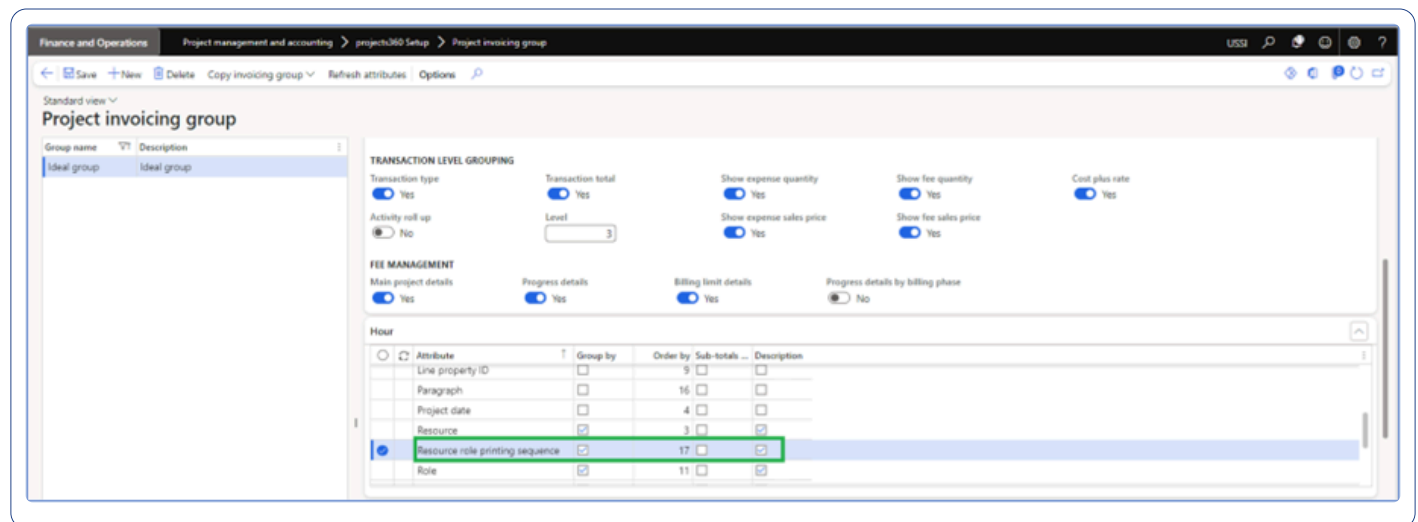 Finance and Operations Project management and accounting > projects360 Setup > Project invoicing group USSI ?
Save + New Delete Copy invoicing group Refresh attributes Options 0
Standard view
Project invoicing group
Group name Description
Ideal group Ideal group
TRANSACTION LEVEL GROUPING
Transaction type Transaction total Show expense quantity Show fee quantity Cost plus rate
Yes Yes Yes Yes Yes
Activity roll up Level Show expense sales price Show fee sales price
No 3 Yes Yes
FEE MANAGEMENT
Main project details Progress details Billing limit details Progress details by billing phase
Yes Yes Yes No
Hour
Attribute ↑ Group by Order by Sub-totals ... Description
Line property ID 9
Paragraph 16
Project date 4
Resource 3
Resource role printing sequence 17
Role 11